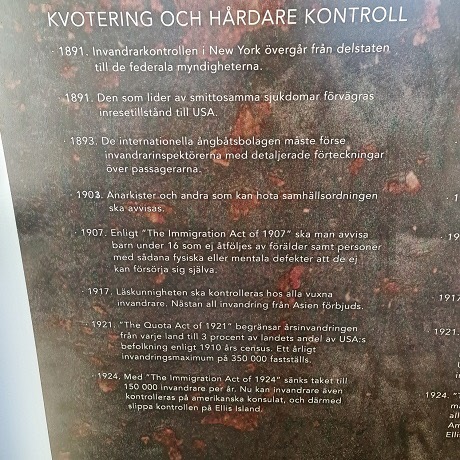 KVOTERING OCH HÅRDARE KONTROLL
· 1891. Invandrarkontrollen i New York övergår från delstaten
till de federala myndigheterna.
· 1891. Den som lider av smittosamma sjukdomar förvägras
inresetillstånd till USA.
· 1893. De internationella ångbåtsbolagen måste förse
invandrarinspektörerna med detaljerade förteckningar
över passagerarna.
· 1903. Anarkister och andra som kan hota samhällsordningen
ska avvisas.
· 1907. Enligt "The Immigration Act of 1907" ska man avvisa
barn under 16 som ej åtföljes av förälder samt personer
med sådana fysiska eller mentala defekter att de ej
kan försörja sig själva.
· 1917. Läskunnigheten ska kontrolleras hos alla vuxna
invandrare. Nästan all invandring från Asien förbjuds.
· 1921. "The Quota Act of 1921" begränsar årsinvandringen
från varje land till 3 procent av landets andel av USA:s
befolkning enligt 1910 års census. Ett årligt
invandringsmaximum på 350 000 fastställs.
· 1924. Med "The Immigration Act of 1924" sänks taket till
150 000 invandrare per år. Nu kan invandrare även
kontrolleras på amerikanska konsulat, och därmed
slippa kontrollen på Ellis Island.